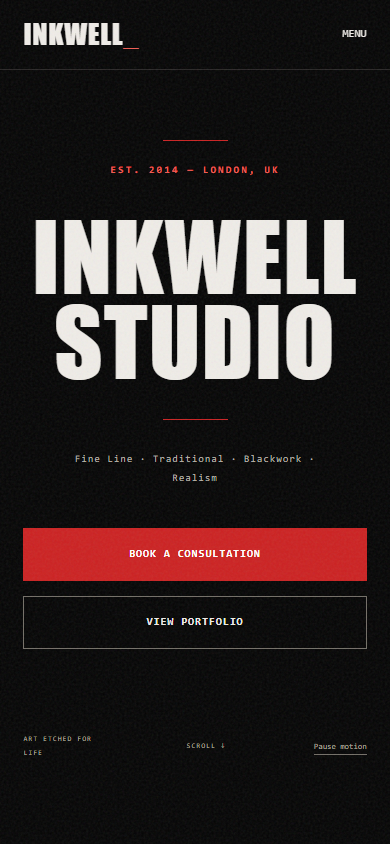 INKWELL_
MENU
EST. 2014 — LONDON, UK
INKWELL
STUDIO
Fine Line · Traditional · Blackwork ·
Realism
BOOK A CONSULTATION
VIEW PORTFOLIO
ART ETCHED FOR
LIFE
SCROLL ↓
Pause motion